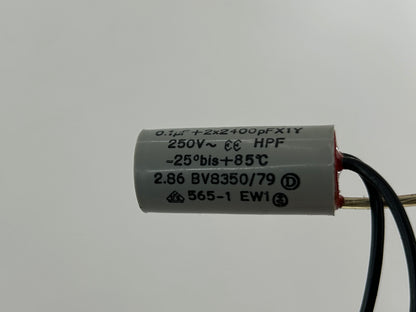 0.1µF+2x2400pFX1Y
250V~ HPF
-25°bis+85°C
2.86 BV8350/79 D
565-1 EW1